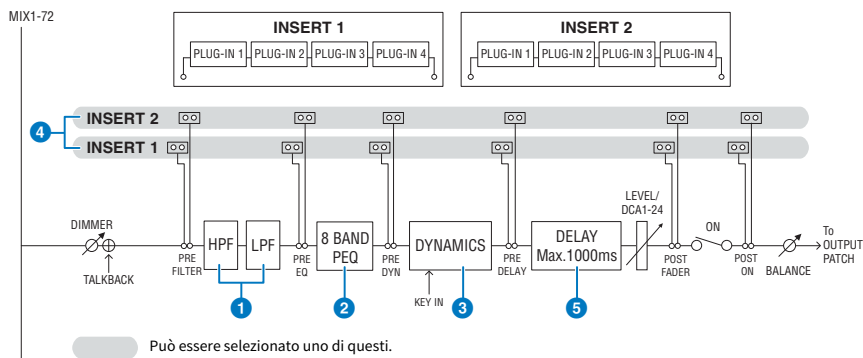 MIX1-72
INSERT 1
PLUG-IN 1 PLUG-IN 2 PLUG-IN 3 PLUG-IN 4
INSERT 2
PLUG-IN 1 PLUG-IN 2 PLUG-IN 3 PLUG-IN 4
4
INSERT 2
INSERT 1
DIMMER
TALKBACK
PRE
FILTER
HPF
LPF
1
PRE
EQ
8 BAND
PEQ
2
PRE
DYN
DYNAMICS
KEY IN
3
PRE
DELAY
DELAY
Max.1000ms
5
LEVEL/
DCA1-24
POST
FADER
ON
POST
ON
BALANCE
To
OUTPUT
PATCH
Può essere selezionato uno di questi.